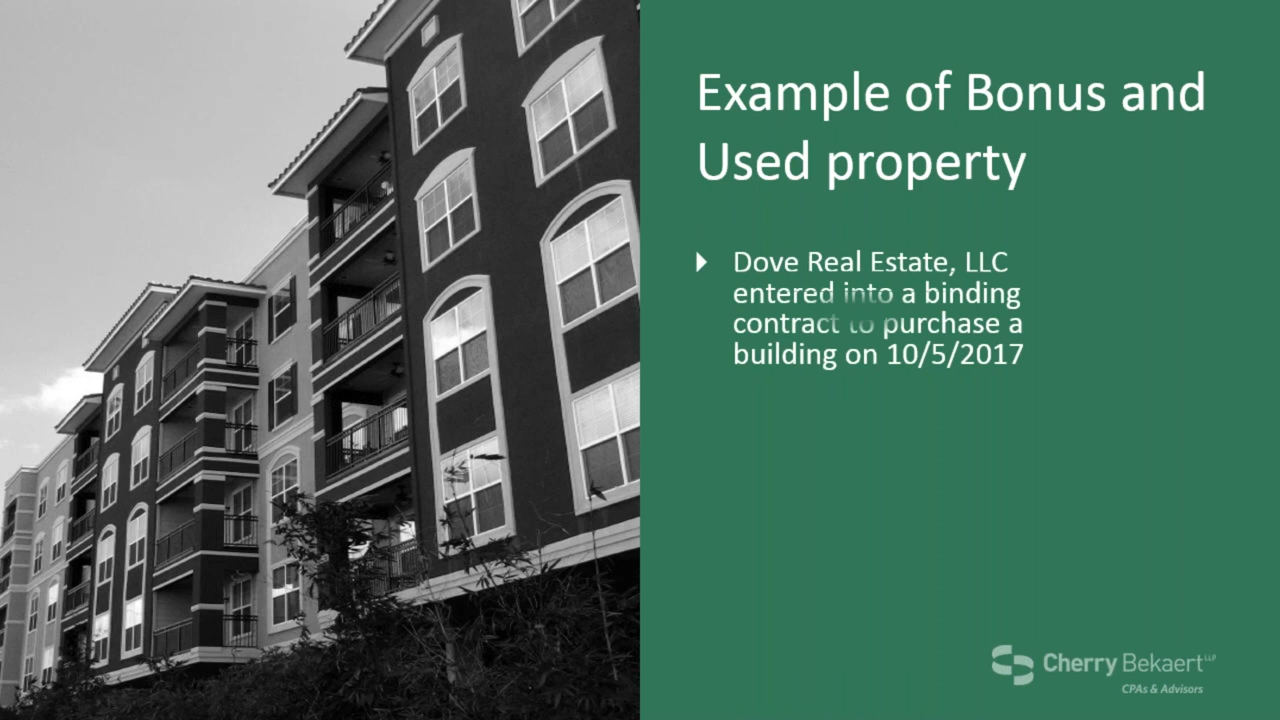 Example of Bonus and
Used property
Dove Real Estate, LLC
entered into a binding
contract to purchase a
building on 10/5/2017
Cherry Bekaert LLP
CPAs & Advisors